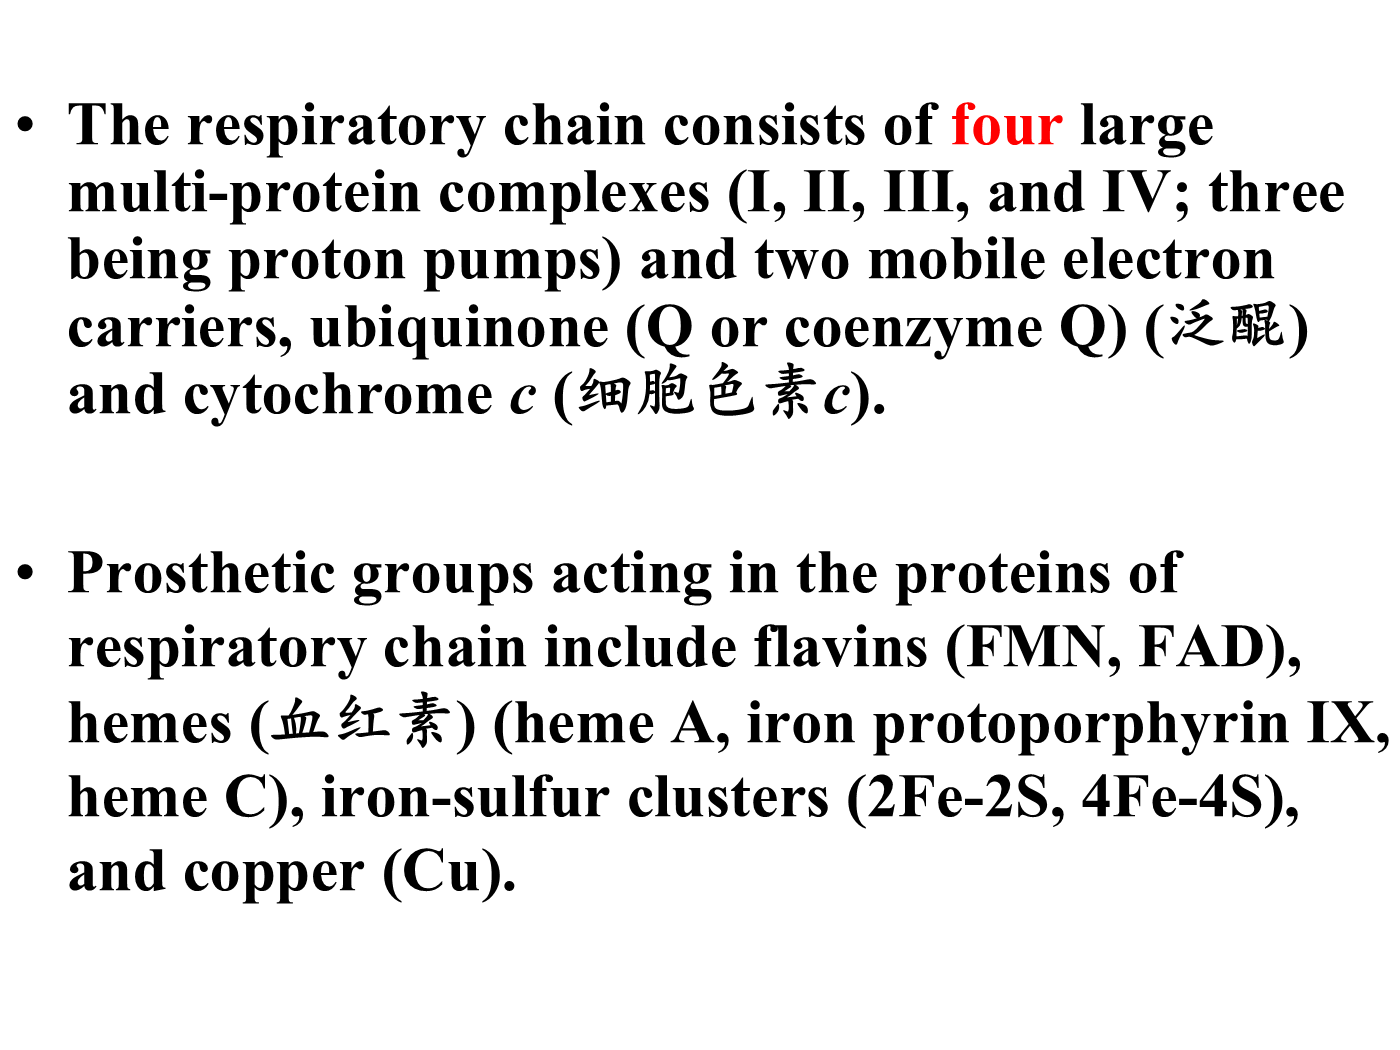 • The respiratory chain consists of four large
multi-protein complexes (I, II, III, and IV; three
being proton pumps) and two mobile electron
carriers, ubiquinone (Q or coenzyme Q) (泛醌)
and cytochrome c (细胞色素c).
• Prosthetic groups acting in the proteins of
respiratory chain include flavins (FMN, FAD),
hemes (血红素) (heme A, iron protoporphyrin IX,
heme C), iron-sulfur clusters (2Fe-2S, 4Fe-4S),
and copper (Cu).